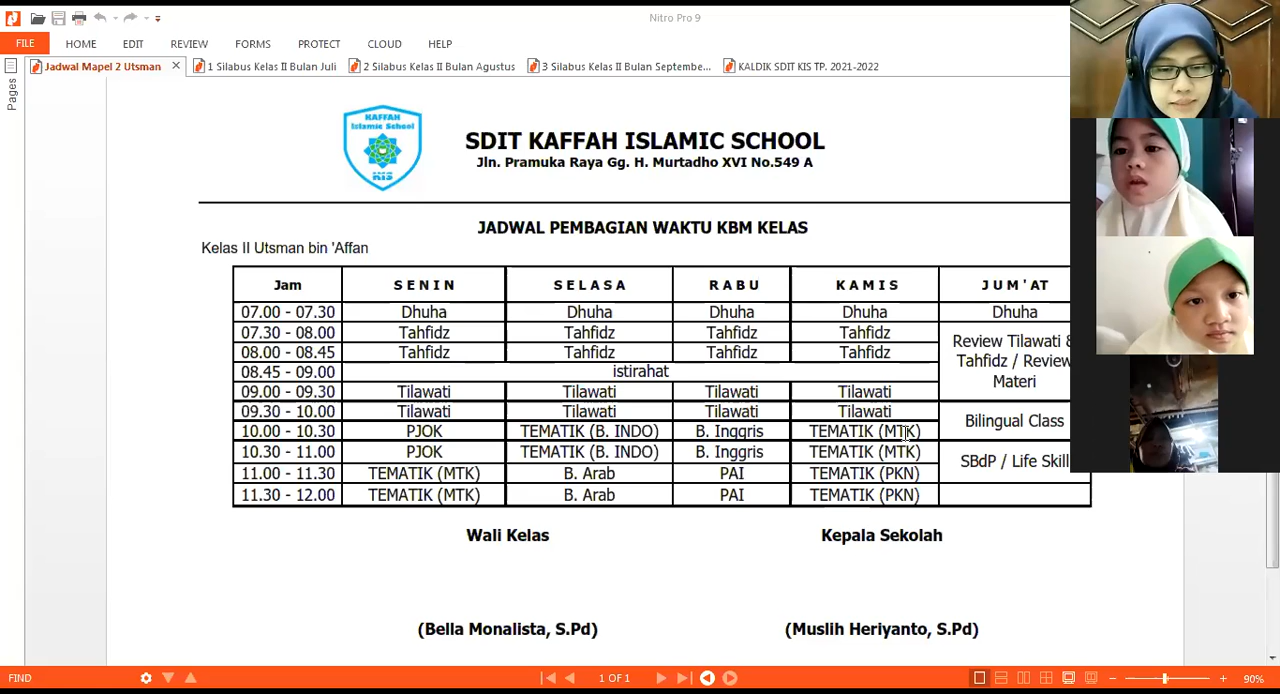 Nitro Pro 9
FILE HOME EDIT REVIEW FORMS PROTECT CLOUD HELP
Jadwal Mapel 2 Utsman 1 Silabus Kelas II Bulan Juli 2 Silabus Kelas II Bulan Agustus 3 Silabus Kelas II Bulan Septembe... KALDIK SDIT KIS TP. 2021-2022
Pages
KAFFAH
Islamic School
KIS
SDIT KAFFAH ISLAMIC SCHOOL
Jln. Pramuka Raya Gg. H. Murtadho XVI No.549 A
JADWAL PEMBAGIAN WAKTU KBM KELAS
Kelas II Utsman bin 'Affan
Jam SENIN SELASA RABU KAMIS JUM'AT
07.00 - 07.30 Dhuha Dhuha Dhuha Dhuha Dhuha
07.30 - 08.00 Tahfidz Tahfidz Tahfidz Tahfidz
Review Tilawati &
08.00 - 08.45 Tahfidz Tahfidz Tahfidz Tahfidz
Tahfidz / Review
08.45 - 09.00 istirahat
Materi
09.00 - 09.30 Tilawati Tilawati Tilawati Tilawati
09.30 - 10.00 Tilawati Tilawati Tilawati Tilawati
Bilingual Class
10.00 - 10.30 PJOK TEMATIK (B. INDO) B. Inggris TEMATIK (MTK)
10.30 - 11.00 PJOK TEMATIK (B. INDO) B. Inggris TEMATIK (MTK)
SBdP / Life Skill
11.00 - 11.30 TEMATIK (MTK) B. Arab PAI TEMATIK (PKN)
11.30 - 12.00 TEMATIK (MTK) B. Arab PAI TEMATIK (PKN)
Wali Kelas Kepala Sekolah
(Bella Monalista, S.Pd) (Muslih Heriyanto, S.Pd)
FIND 1 OF 1 90%